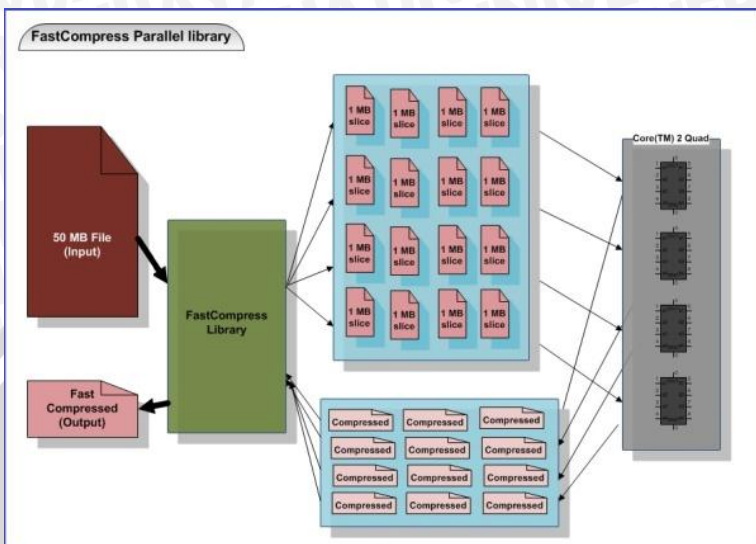 FastCompress Parallel library
50 MB File
(Input)
FastCompress
Library
Fast
Compressed
(Output)
1 MB
slice
1 MB
slice
1 MB
slice
1 MB
slice
1 MB
slice
1 MB
slice
1 MB
slice
1 MB
slice
1 MB
slice
1 MB
slice
1 MB
slice
1 MB
slice
1 MB
slice
1 MB
slice
1 MB
slice
1 MB
slice
Core(TM) 2 Quad
Compressed
Compressed
Compressed
Compressed
Compressed
Compressed
Compressed
Compressed
Compressed
Compressed
Compressed
Compressed